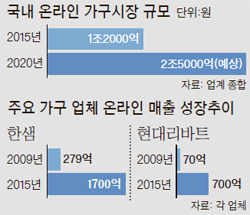 국내 온라인 가구시장 규모 단위:원
2015년 1조2000억
2020년 2조5000억(예상)
자료: 업계 종합
주요 가구 업체 온라인 매출 성장추이
한샘 현대리바트
2009년 279억 2009년 70억
2015년 1700억 2015년 700억
자료: 각 업체